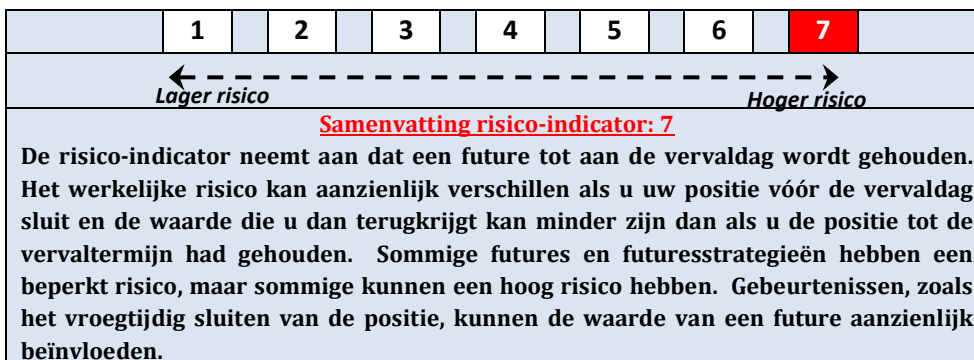 1 2 3 4 5 6 7
Lager risico Hoger risico
Samenvatting risico-indicator: 7
De risico-indicator neemt aan dat een future tot aan de vervaldag wordt gehouden.
Het werkelijke risico kan aanzienlijk verschillen als u uw positie vóór de vervaldag
sluit en de waarde die u dan terugkrijgt kan minder zijn dan als u de positie tot de
vervaltermijn had gehouden. Sommige futures en futuresstrategieën hebben een
beperkt risico, maar sommige kunnen een hoog risico hebben. Gebeurtenissen, zoals
het vroegtijdig sluiten van de positie, kunnen de waarde van een future aanzienlijk
beïnvloeden.